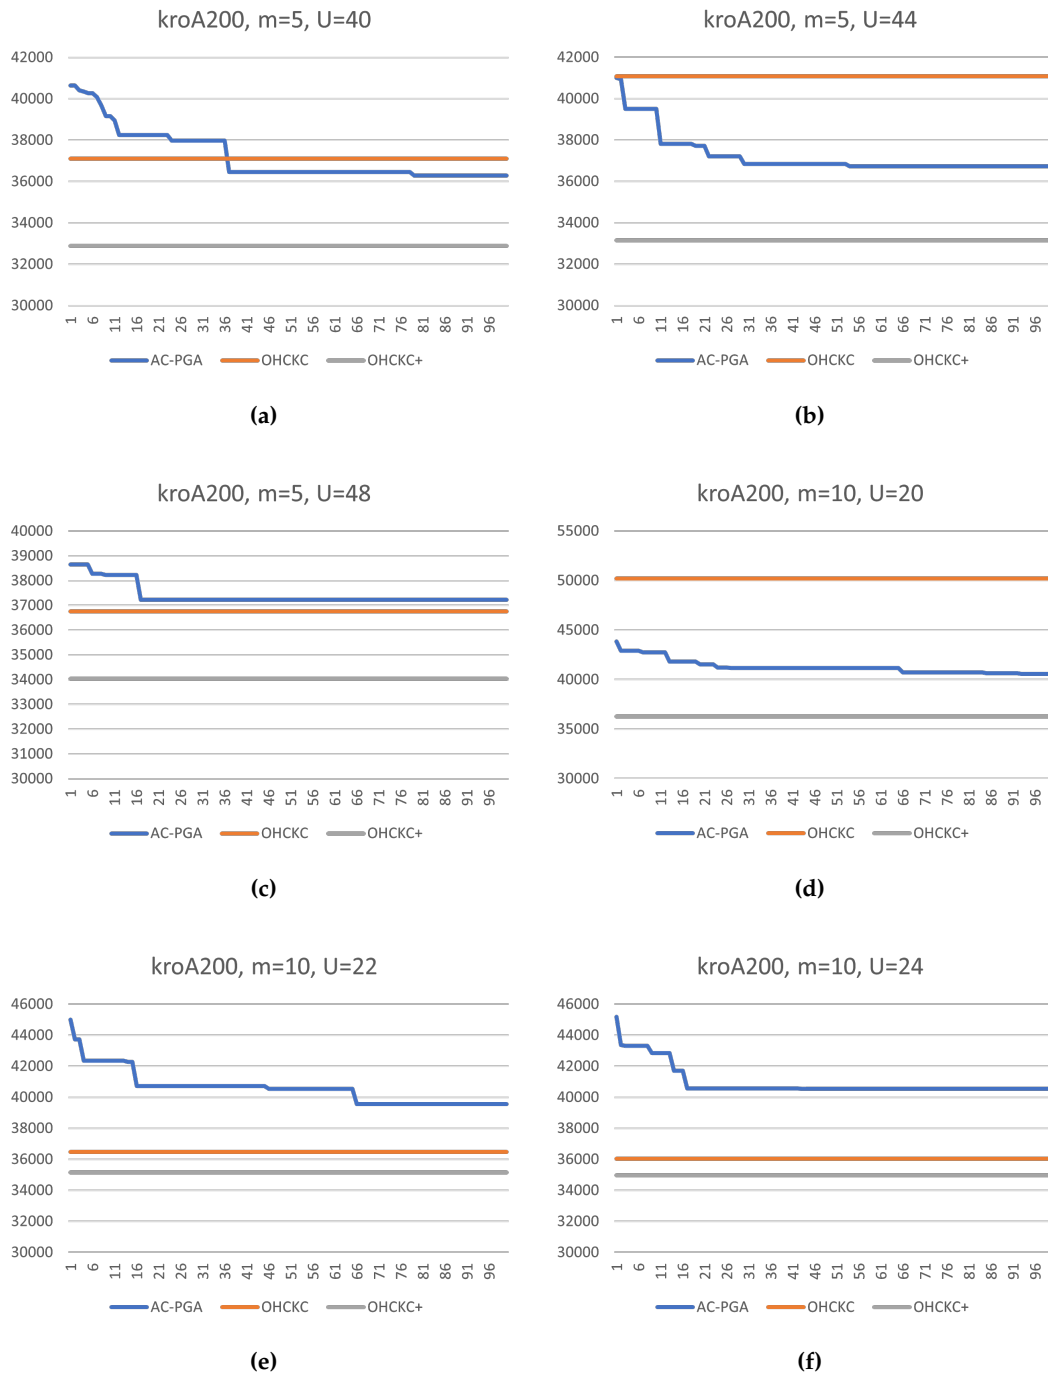 kroA200, m=5, U=40
42000
40000
38000
36000
34000
32000
30000
1 6 11 16 21 26 31 36 41 46 51 56 61 66 71 76 81 86 91 96
AC-PGA OHCKC OHCKC+
(a)
kroA200, m=5, U=44
42000
40000
38000
36000
34000
32000
30000
1 6 11 16 21 26 31 36 41 46 51 56 61 66 71 76 81 86 91 96
AC-PGA OHCKC OHCKC+
(b)
kroA200, m=5, U=48
40000
39000
38000
37000
36000
35000
34000
33000
32000
31000
30000
1 6 11 16 21 26 31 36 41 46 51 56 61 66 71 76 81 86 91 96
AC-PGA OHCKC OHCKC+
(c)
kroA200, m=10, U=20
55000
50000
45000
40000
35000
30000
1 6 11 16 21 26 31 36 41 46 51 56 61 66 71 76 81 86 91 96
AC-PGA OHCKC OHCKC+
(d)
kroA200, m=10, U=22
46000
44000
42000
40000
38000
36000
34000
32000
30000
1 6 11 16 21 26 31 36 41 46 51 56 61 66 71 76 81 86 91 96
AC-PGA OHCKC OHCKC+
(e)
kroA200, m=10, U=24
46000
44000
42000
40000
38000
36000
34000
32000
30000
1 6 11 16 21 26 31 36 41 46 51 56 61 66 71 76 81 86 91 96
AC-PGA OHCKC OHCKC+
(f)